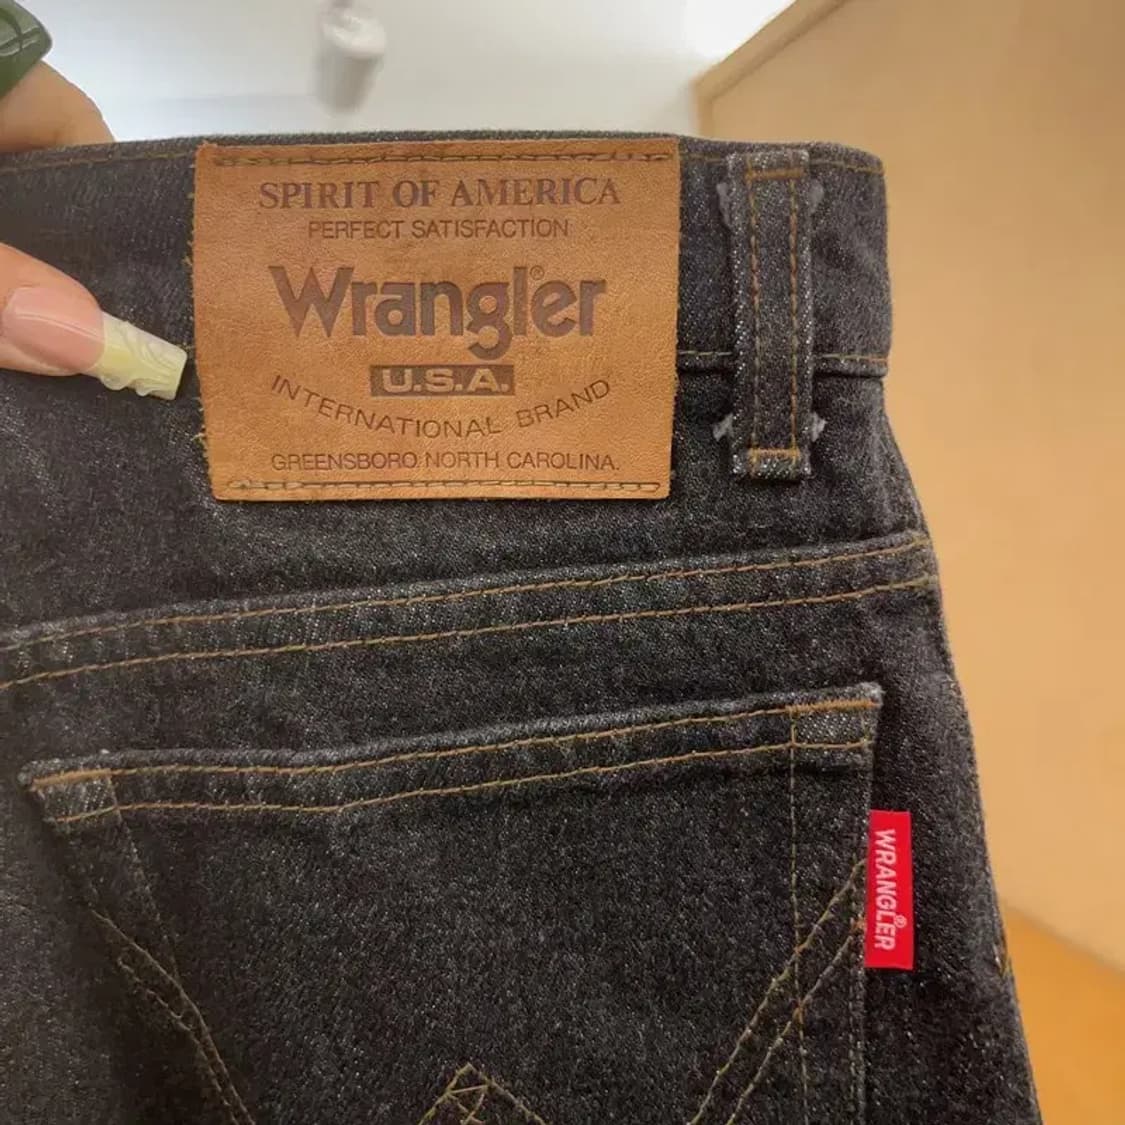 SPIRIT OF AMERICA
PERFECT SATISFACTION
Wrangler®
U.S.A.
INTERNATIONAL BRAND
GREENSBORO. NORTH CAROLINA.
WRANGLER®